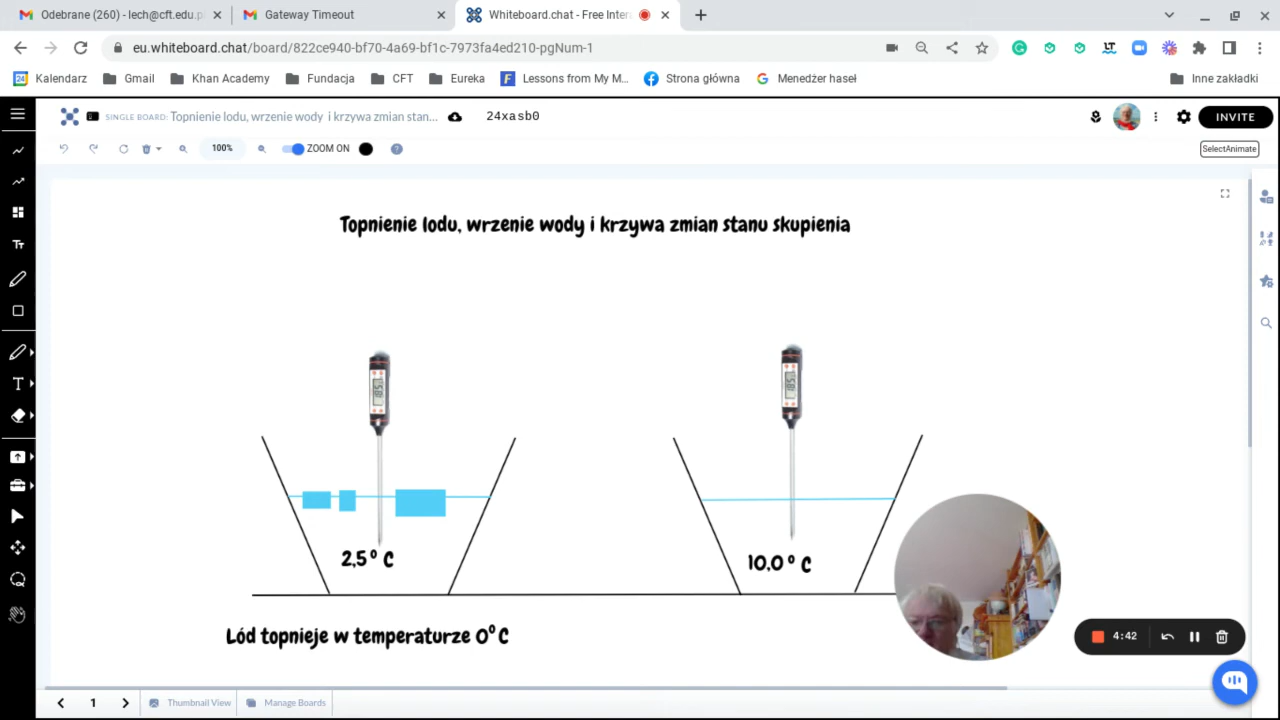 Odebrane (260) - lech@cft.edu.p
Gateway Timeout
Whiteboard.chat - Free Inter
eu.whiteboard.chat/board/822ce940-bf70-4a69-bf1c-7973fa4ed210-pgNum-1
Kalendarz
Gmail
Khan Academy
Fundacja
CFT
Eureka
Lessons from My M...
Strona główna
Menedżer haseł
Inne zakładki
SINGLE BOARD: Topnienie lodu, wrzenie wody i krzywa zmian stan...
24xasb0
INVITE
100%
ZOOM ON
SelectAnimate
Topnienie lodu, wrzenie wody i krzywa zmian stanu skupienia
2,5° C
10,0° C
Lód topnieje w temperaturze 0° C
4:42
1
Thumbnail View
Manage Boards